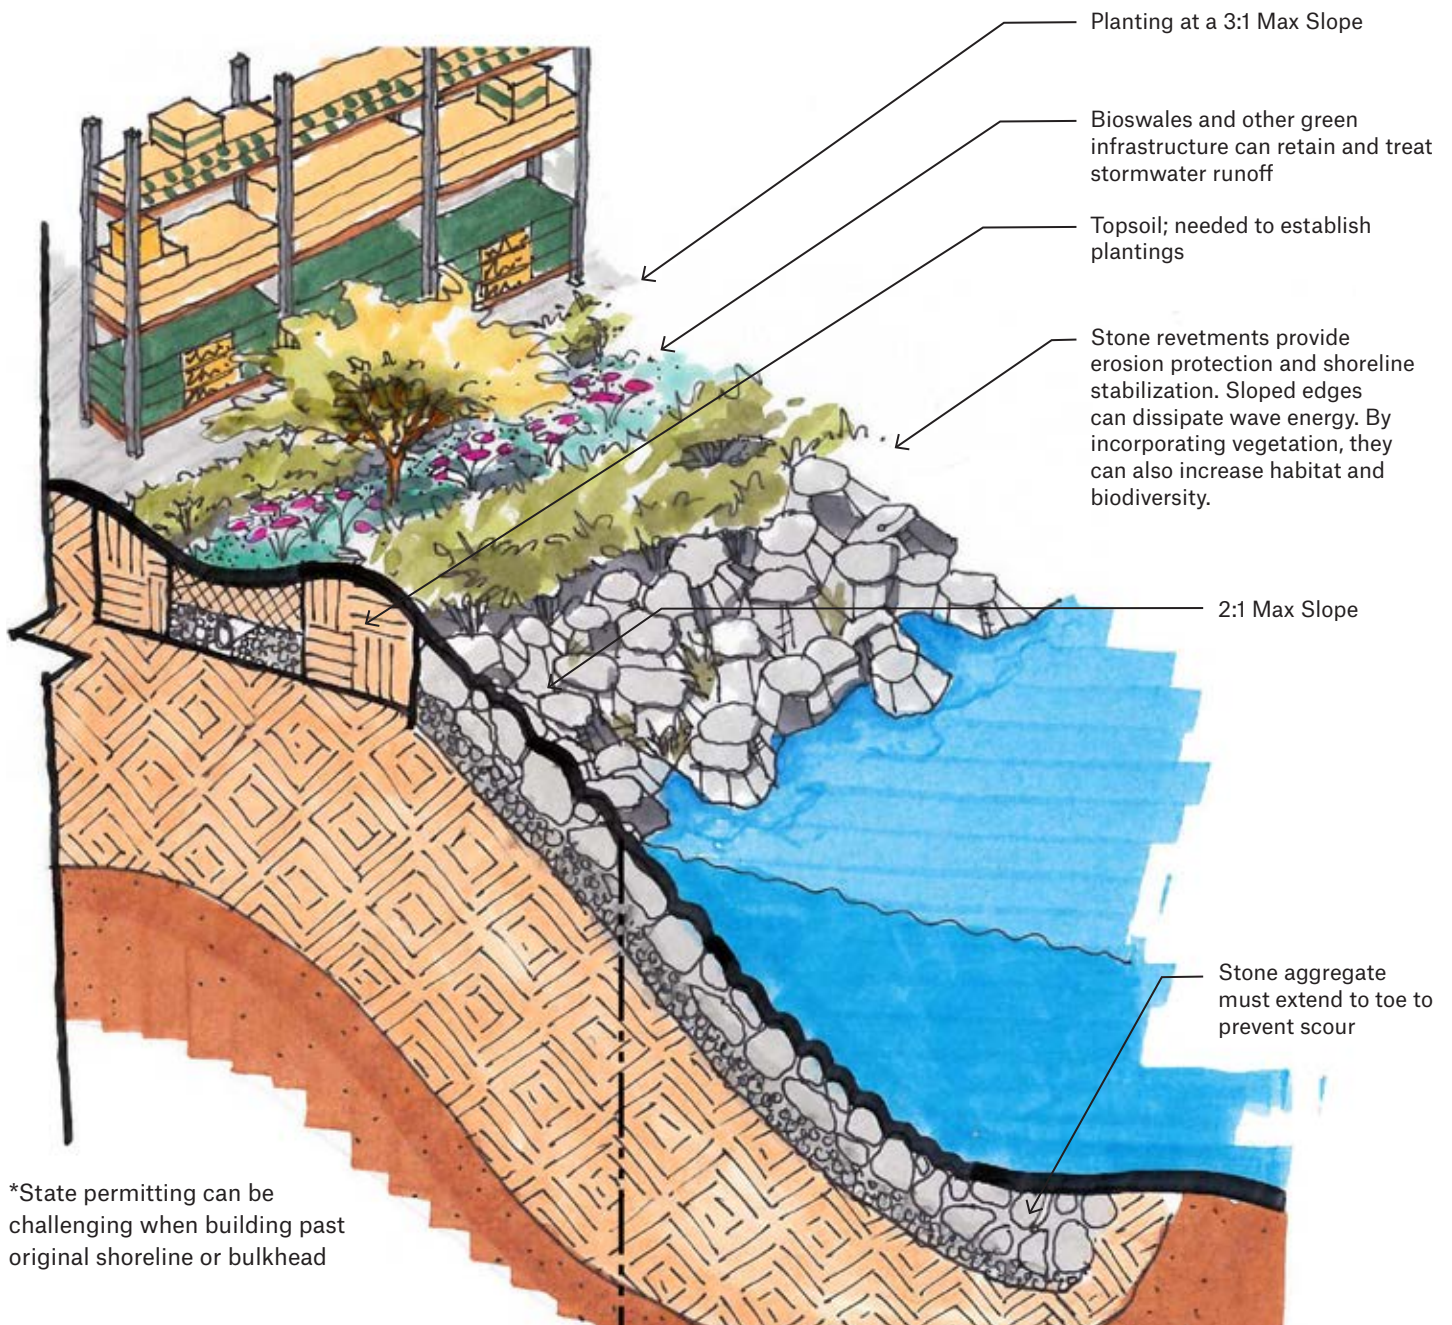 Planting at a 3:1 Max Slope
Bioswales and other green
infrastructure can retain and treat
stormwater runoff
Topsoil; needed to establish
plantings
Stone revetments provide
erosion protection and shoreline
stabilization. Sloped edges
can dissipate wave energy. By
incorporating vegetation, they
can also increase habitat and
biodiversity.
2:1 Max Slope
Stone aggregate
must extend to toe to
prevent scour
*State permitting can be
challenging when building past
original shoreline or bulkhead